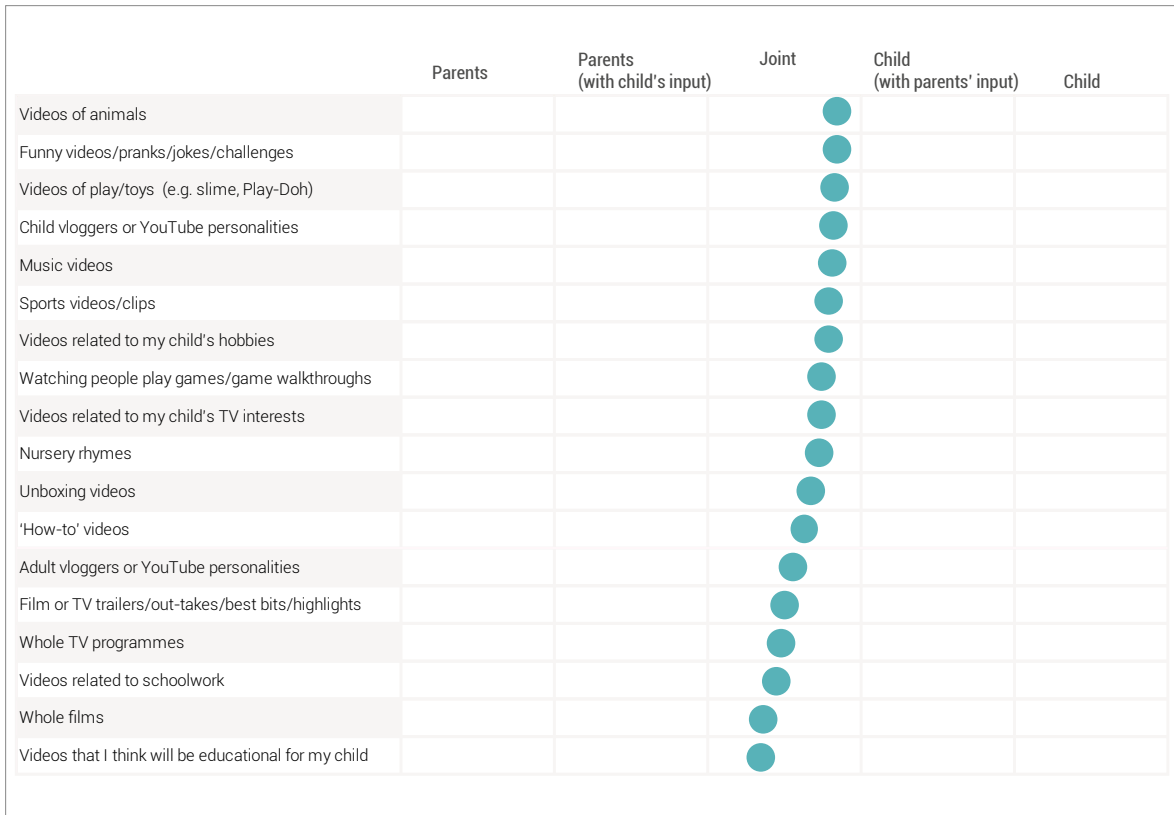 Parents
Parents
(with child's input)
Joint
Child
(with parents' input)
Child
Videos of animals
Funny videos/pranks/jokes/challenges
Videos of play/toys (e.g. slime, Play-Doh)
Child vloggers or YouTube personalities
Music videos
Sports videos/clips
Videos related to my child's hobbies
Watching people play games/game walkthroughs
Videos related to my child's TV interests
Nursery rhymes
Unboxing videos
‘How-to’ videos
Adult vloggers or YouTube personalities
Film or TV trailers/out-takes/best bits/highlights
Whole TV programmes
Videos related to schoolwork
Whole films
Videos that I think will be educational for my child